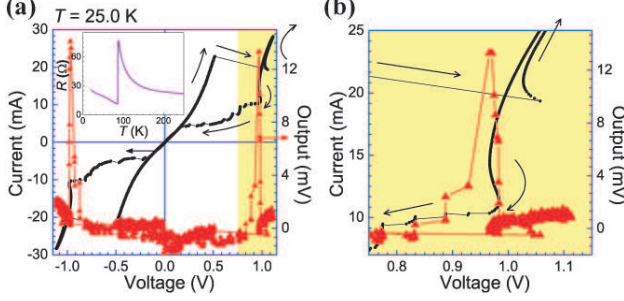 (a) T = 25.0 K
(b)
30
20
10
0
-10
-20
-30
Current (mA)
60
30
0
R (Ω)
0 100 200
T (K)
12
8
4
0
Output (mV)
-1.0 -0.5 0.0 0.5 1.0
Voltage (V)
25
20
15
10
Current (mA)
12
8
4
0
Output (mV)
0.8 0.9 1.0 1.1
Voltage (V)